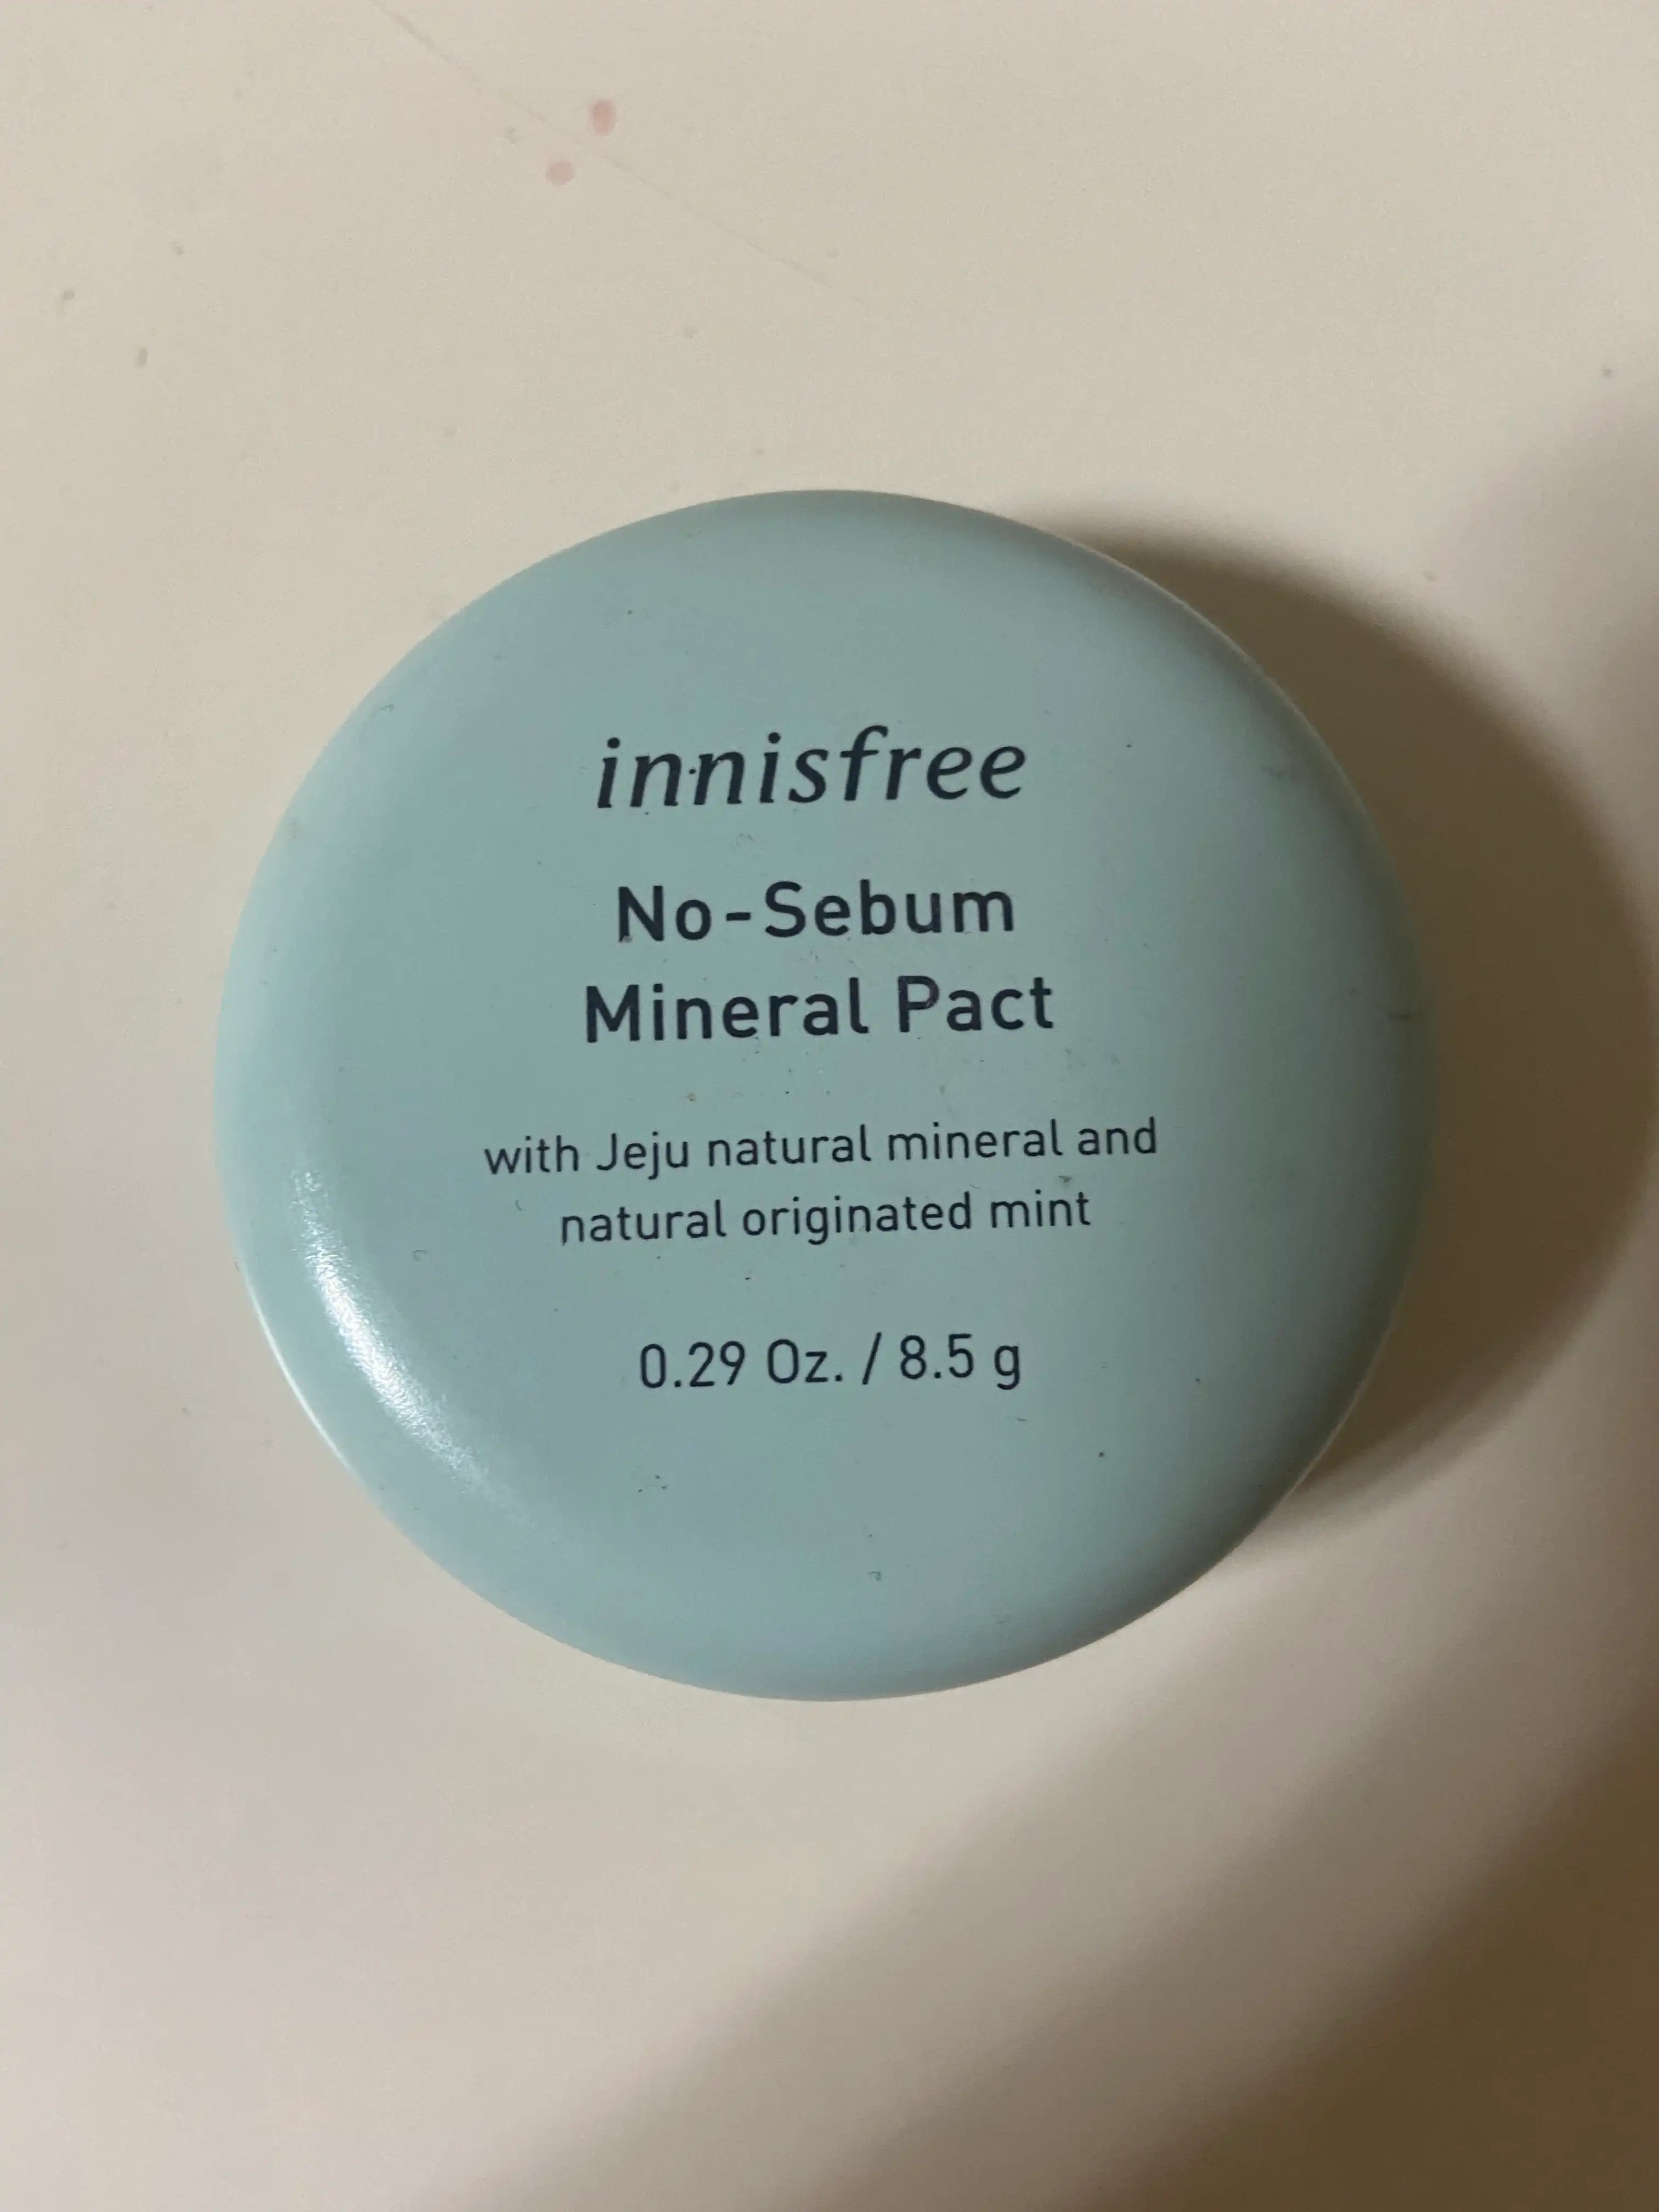 innisfree
No-Sebum
Mineral Pact
with Jeju natural mineral and
natural originated mint
0.29 Oz. / 8.5 g